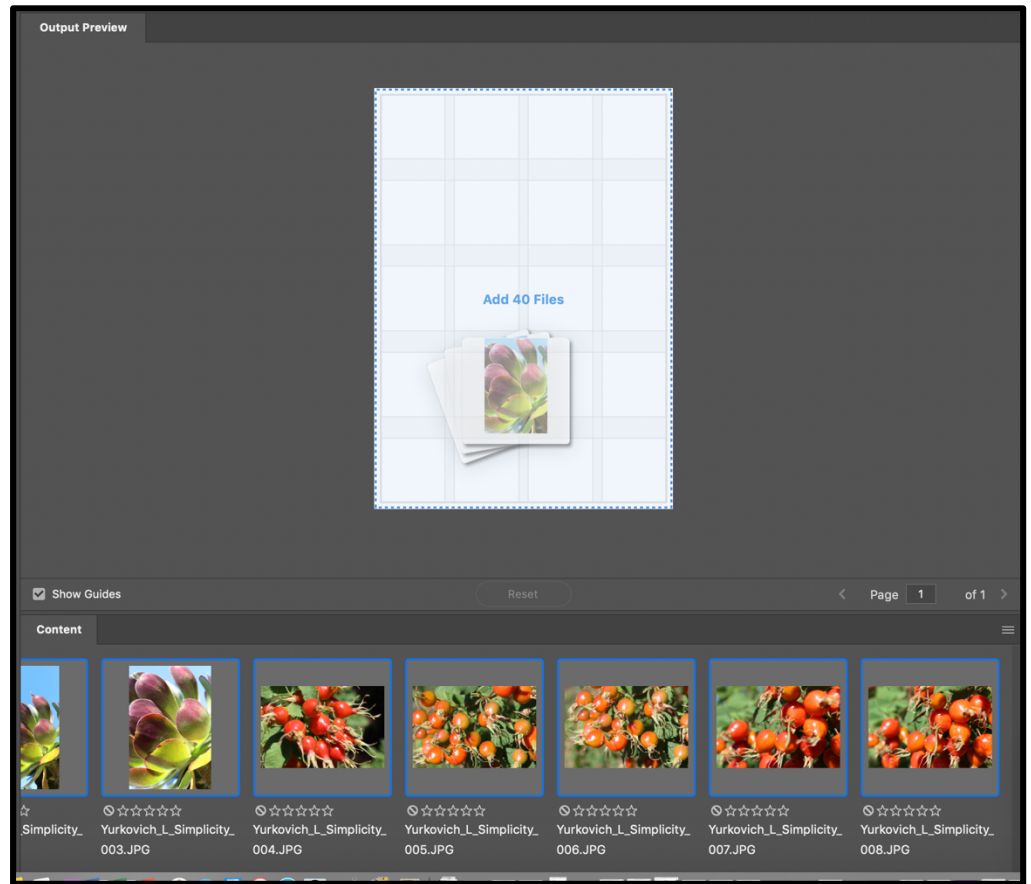 Output Preview
Add 40 Files
Show Guides
Reset
Page 1 of 1
Content
Simplicity_
Yurkovich_L_Simplicity_
003.JPG
Yurkovich_L_Simplicity_
004.JPG
Yurkovich_L_Simplicity_
005.JPG
Yurkovich_L_Simplicity_
006.JPG
Yurkovich_L_Simplicity_
007.JPG
Yurkovich_L_Simplicity_
008.JPG